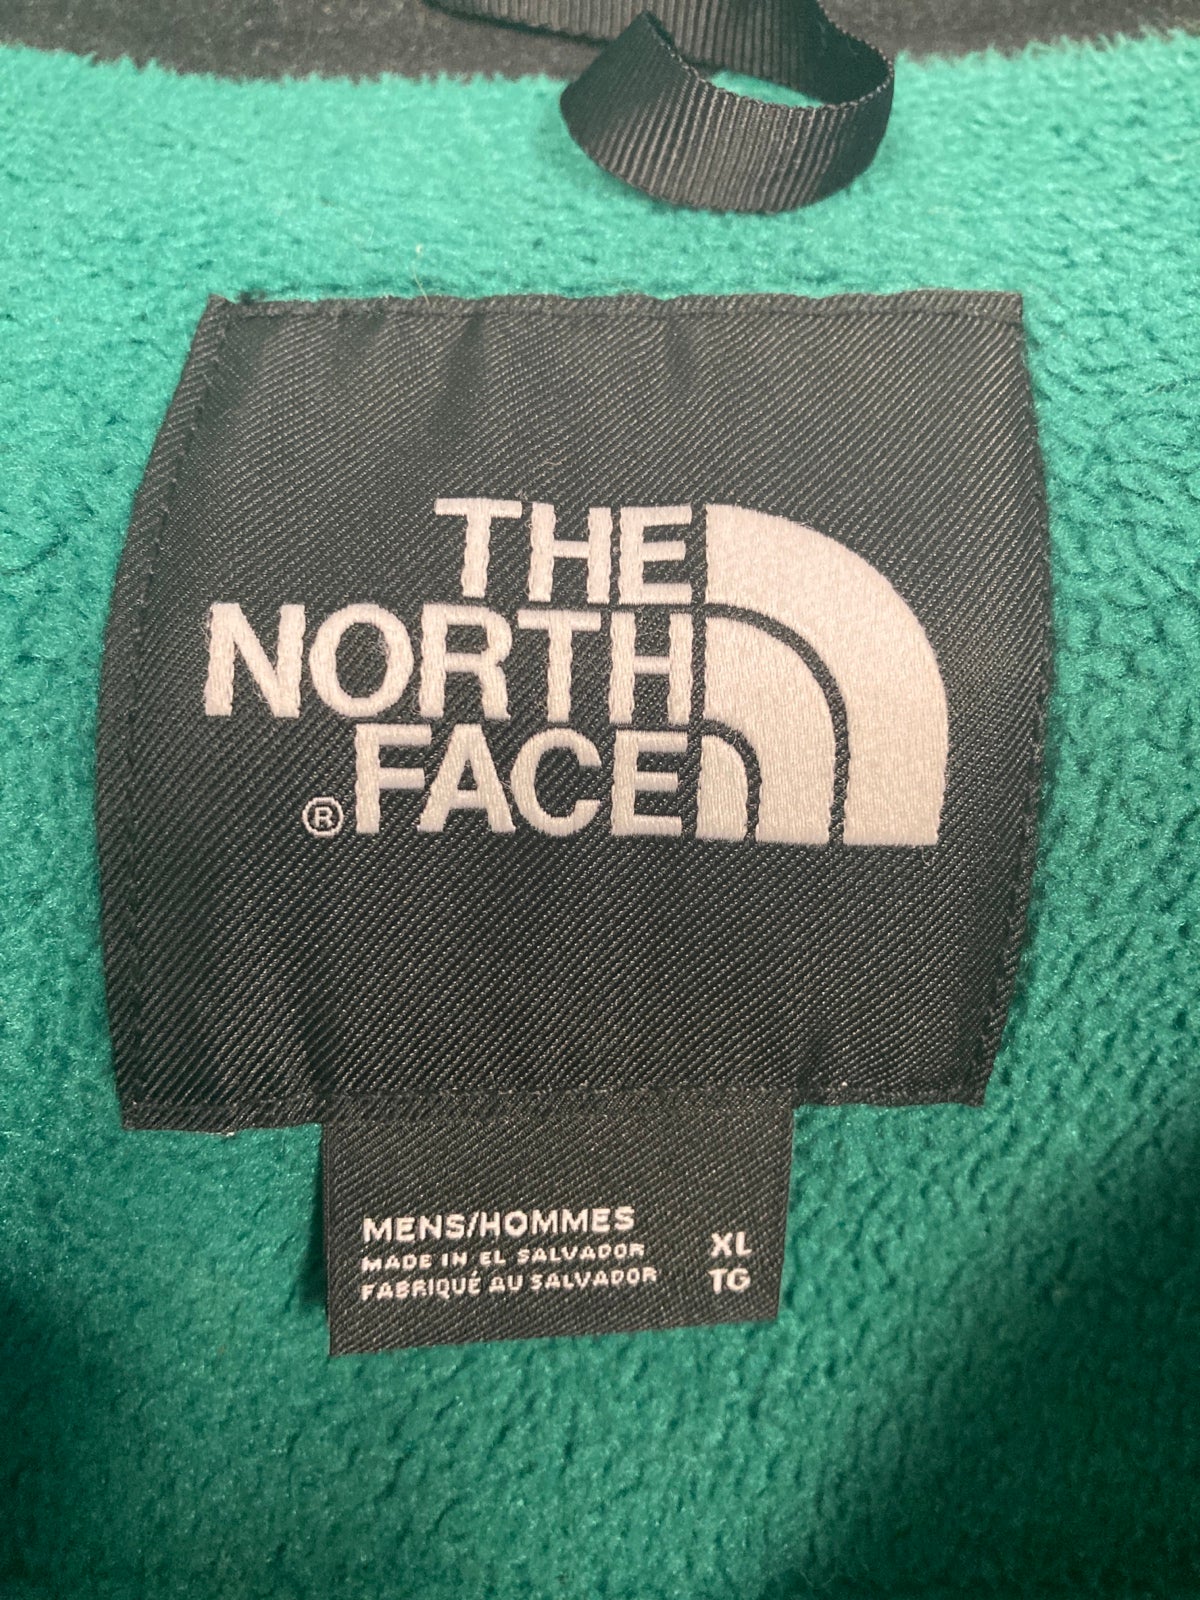 THE
NORTH
® FACE
MENS/HOMMES
MADE IN EL SALVADOR
FABRIQUÉ AU SALVADOR
XL
TG